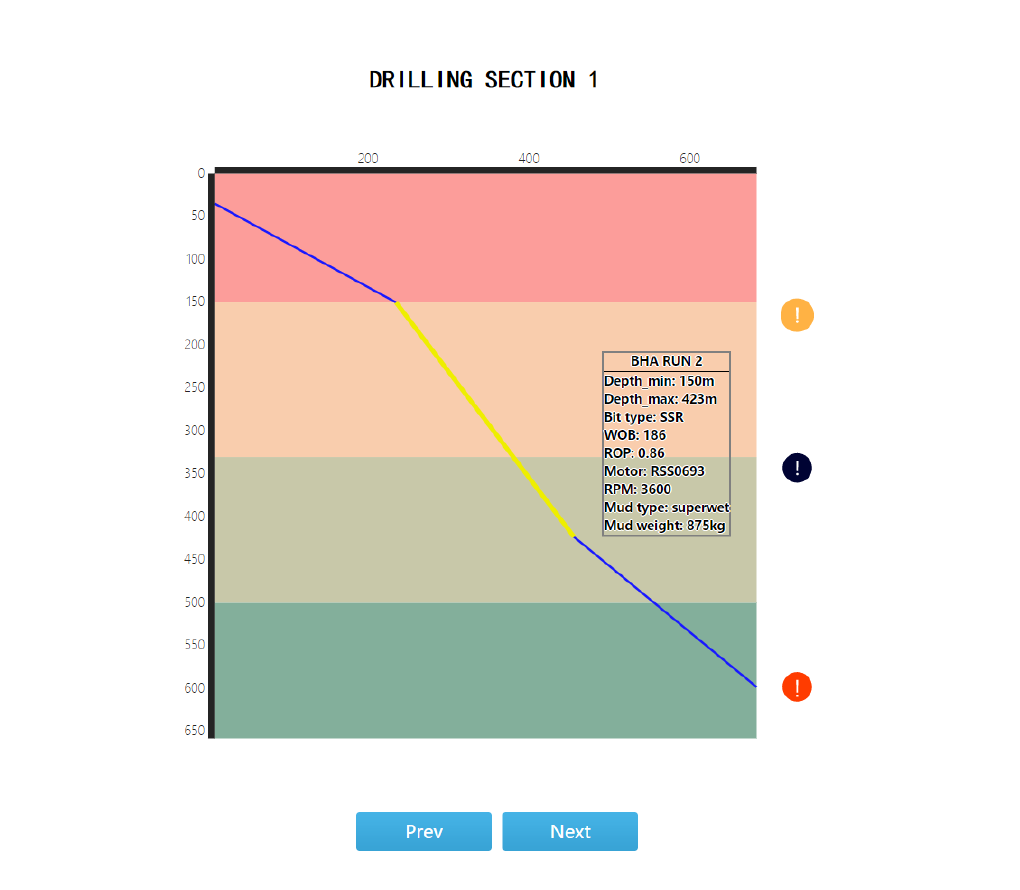 DRILLING SECTION 1
200 400 600
0
50
100
150
200
250
300
350
400
450
500
550
600
650
!
BHA RUN 2
Depth_min: 150m
Depth_max: 423m
Bit type: SSR
WOB: 186
ROP: 0.86
Motor: RSS0693
RPM: 3600
Mud type: superwet
Mud weight: 875kg
!
!
Prev Next